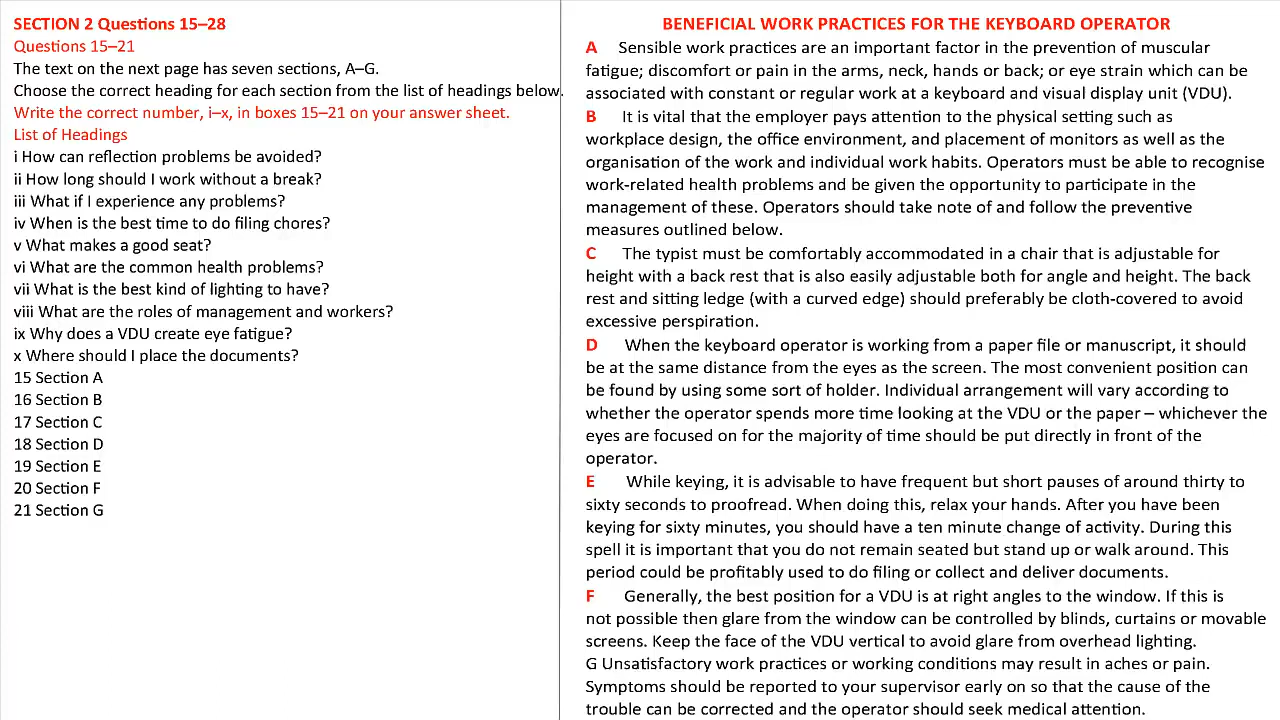 SECTION 2 Questions 15–28
Questions 15–21
The text on the next page has seven sections, A–G.
Choose the correct heading for each section from the list of headings below.
Write the correct number, i–x, in boxes 15–21 on your answer sheet.
List of Headings
i How can reflection problems be avoided?
ii How long should I work without a break?
iii What if I experience any problems?
iv When is the best time to do filing chores?
v What makes a good seat?
vi What are the common health problems?
vii What is the best kind of lighting to have?
viii What are the roles of management and workers?
ix Why does a VDU create eye fatigue?
x Where should I place the documents?
15 Section A
16 Section B
17 Section C
18 Section D
19 Section E
20 Section F
21 Section G
BENEFICIAL WORK PRACTICES FOR THE KEYBOARD OPERATOR
A Sensible work practices are an important factor in the prevention of muscular
fatigue; discomfort or pain in the arms, neck, hands or back; or eye strain which can be
associated with constant or regular work at a keyboard and visual display unit (VDU).
B It is vital that the employer pays attention to the physical setting such as
workplace design, the office environment, and placement of monitors as well as the
organisation of the work and individual work habits. Operators must be able to recognise
work-related health problems and be given the opportunity to participate in the
management of these. Operators should take note of and follow the preventive
measures outlined below.
C The typist must be comfortably accommodated in a chair that is adjustable for
height with a back rest that is also easily adjustable both for angle and height. The back
rest and sitting ledge (with a curved edge) should preferably be cloth-covered to avoid
excessive perspiration.
D When the keyboard operator is working from a paper file or manuscript, it should
be at the same distance from the eyes as the screen. The most convenient position can
be found by using some sort of holder. Individual arrangement will vary according to
whether the operator spends more time looking at the VDU or the paper – whichever the
eyes are focused on for the majority of time should be put directly in front of the
operator.
E While keying, it is advisable to have frequent but short pauses of around thirty to
sixty seconds to proofread. When doing this, relax your hands. After you have been
keying for sixty minutes, you should have a ten minute change of activity. During this
spell it is important that you do not remain seated but stand up or walk around. This
period could be profitably used to do filing or collect and deliver documents.
F Generally, the best position for a VDU is at right angles to the window. If this is
not possible then glare from the window can be controlled by blinds, curtains or movable
screens. Keep the face of the VDU vertical to avoid glare from overhead lighting.
G Unsatisfactory work practices or working conditions may result in aches or pain.
Symptoms should be reported to your supervisor early on so that the cause of the
trouble can be corrected and the operator should seek medical attention.